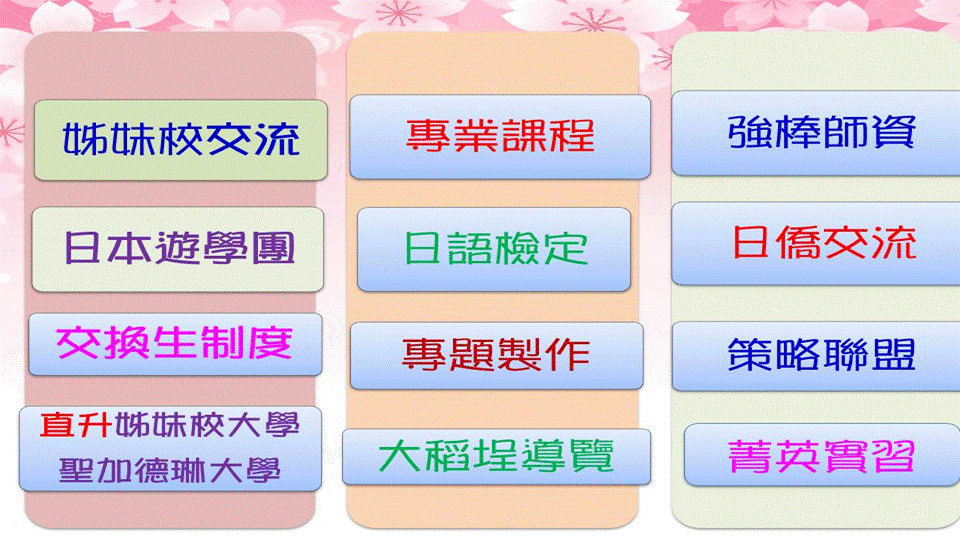 姊妹校交流
日本遊學團
交換生制度
直升姊妹校大學
聖加德琳大學
專業課程
日語檢定
專題製作
大稻埕導覽
強棒師資
日僑交流
策略聯盟
菁英實習